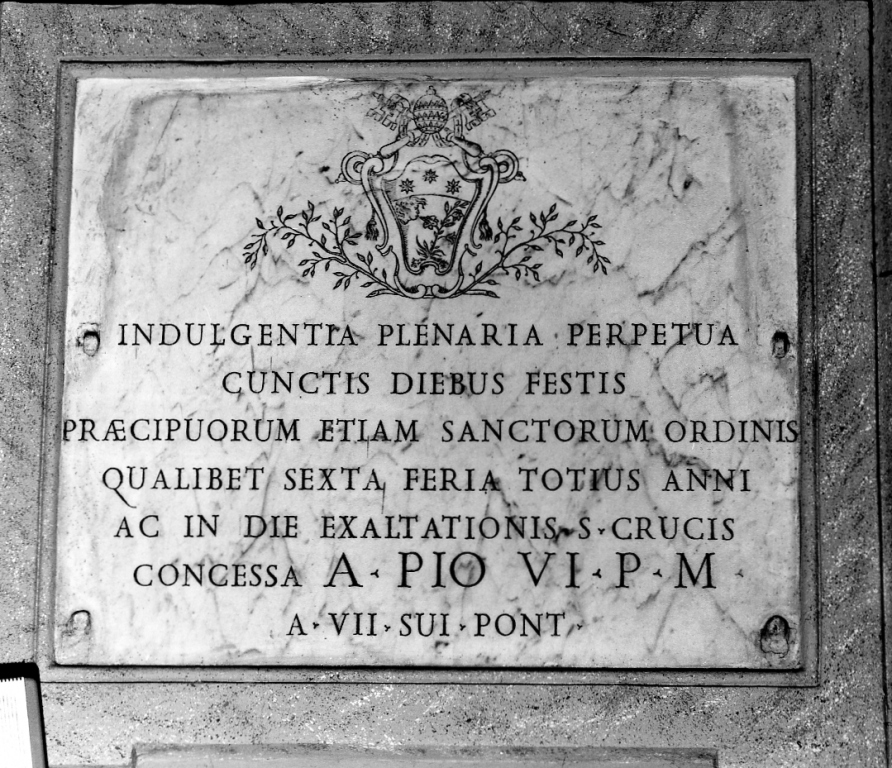 INDULGENTIA PLENARIA PERPETUA
CUNCTIS DIEBUS FESTIS
PRÆCIPUORUM ETIAM SANCTORUM ORDINIS
QUALIBET SEXTA FERIA TOTIUS ANNI
AC IN DIE EXALTATIONIS S · CRUCIS
CONCESSA A · PIO VI · P · M ·
A · VII · SUI · PONT ·